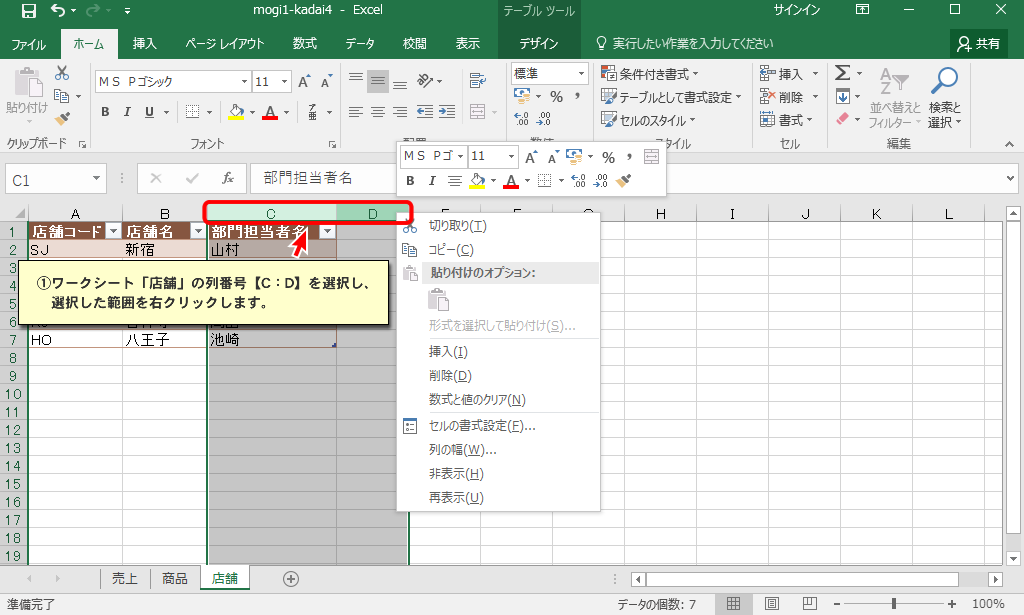 mogi1-kadai4 - Excel
テーブル ツール
サインイン
ファイル
ホーム
挿入
ページ レイアウト
数式
データ
校閲
表示
デザイン
実行したい作業を入力してください
共有
貼り付け
クリップボード
ＭＳ Ｐゴシック
11
B I U
フォント
標準
%
条件付き書式
テーブルとして書式設定
セルのスタイル
挿入
削除
書式
セル
並べ替えと
フィルター
検索と
選択
編集
ＭＳ Ｐゴ
11
A A
%
B I
C1
fx
部門担当者名
A B C D H I J K L
1 店舗コード 店舗名 部門担当者名
2 SJ 新宿 山村
3
4
5
6
7 HO 八王子 池崎
8
9
10
11
12
13
14
15
16
17
18
19
①ワークシート「店舗」の列番号【C：D】を選択し、
選択した範囲を右クリックします。
切り取り(T)
コピー(C)
貼り付けのオプション:
形式を選択して貼り付け(S)...
挿入(I)
削除(D)
数式と値のクリア(N)
セルの書式設定(F)...
列の幅(W)...
非表示(H)
再表示(U)
売上
商品
店舗
準備完了
データの個数: 7
100%